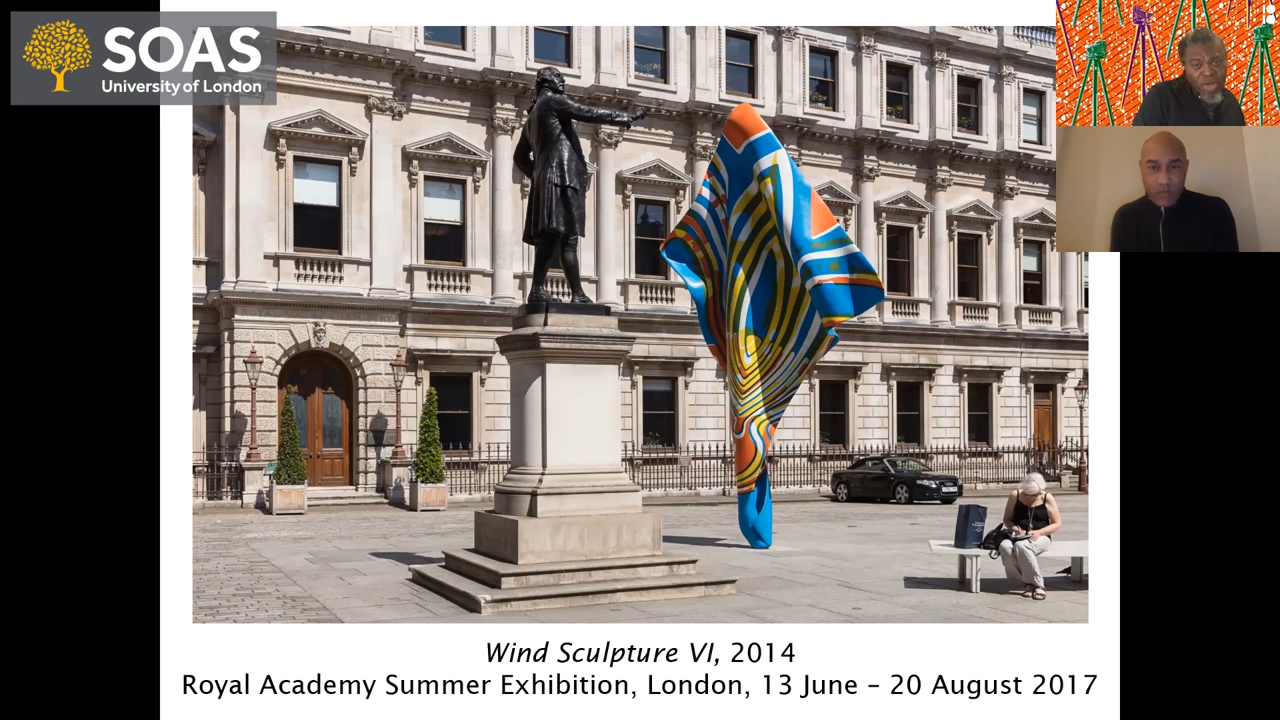 SOAS
University of London
Wind Sculpture VI, 2014
Royal Academy Summer Exhibition, London, 13 June – 20 August 2017